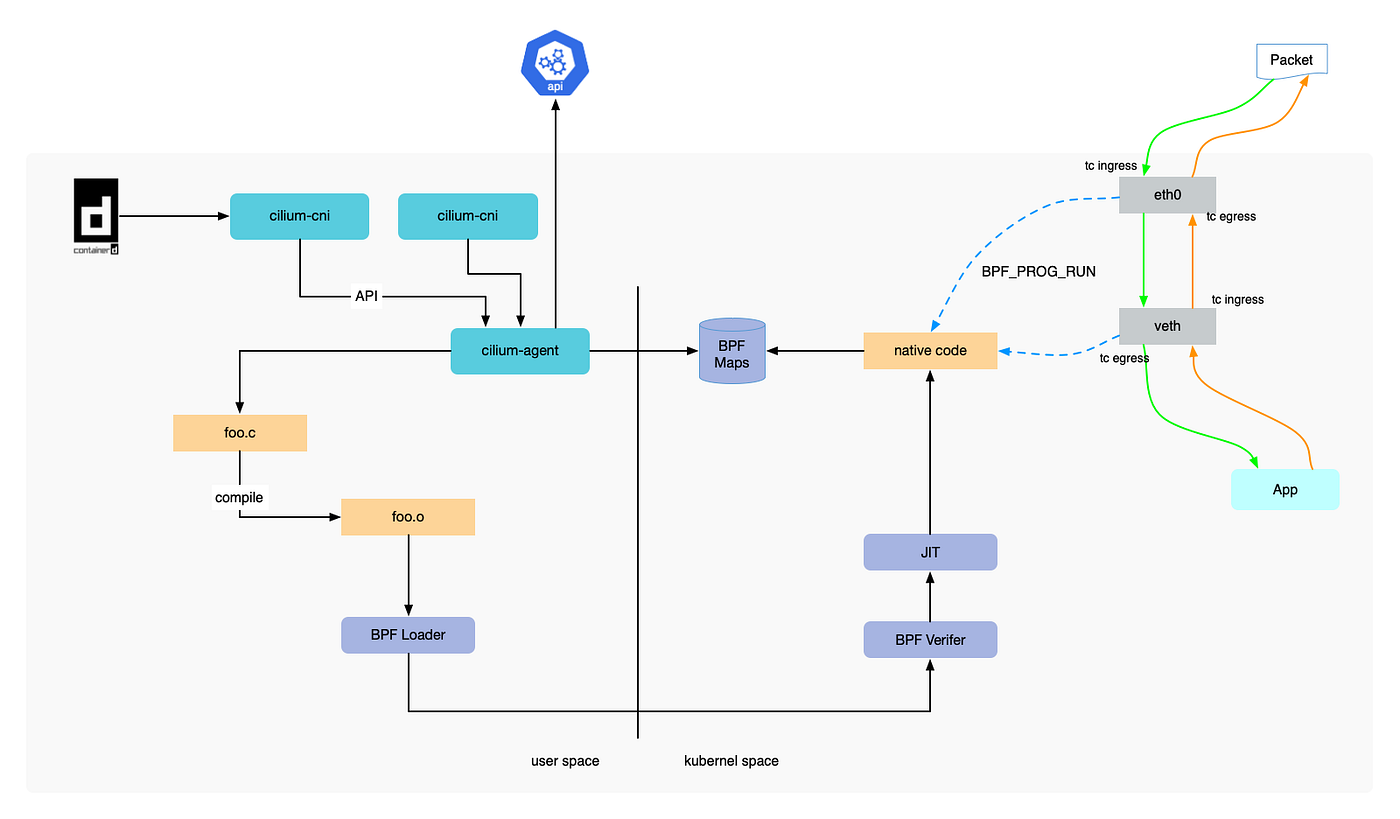 api
Packet
tc ingress
eth0
tc egress
d
containerd
cilium-cni
cilium-cni
BPF_PROG_RUN
API
tc ingress
veth
tc egress
cilium-agent
BPF
Maps
native code
foo.c
compile
foo.o
App
JIT
BPF Loader
BPF Verifer
user space
kubernel space